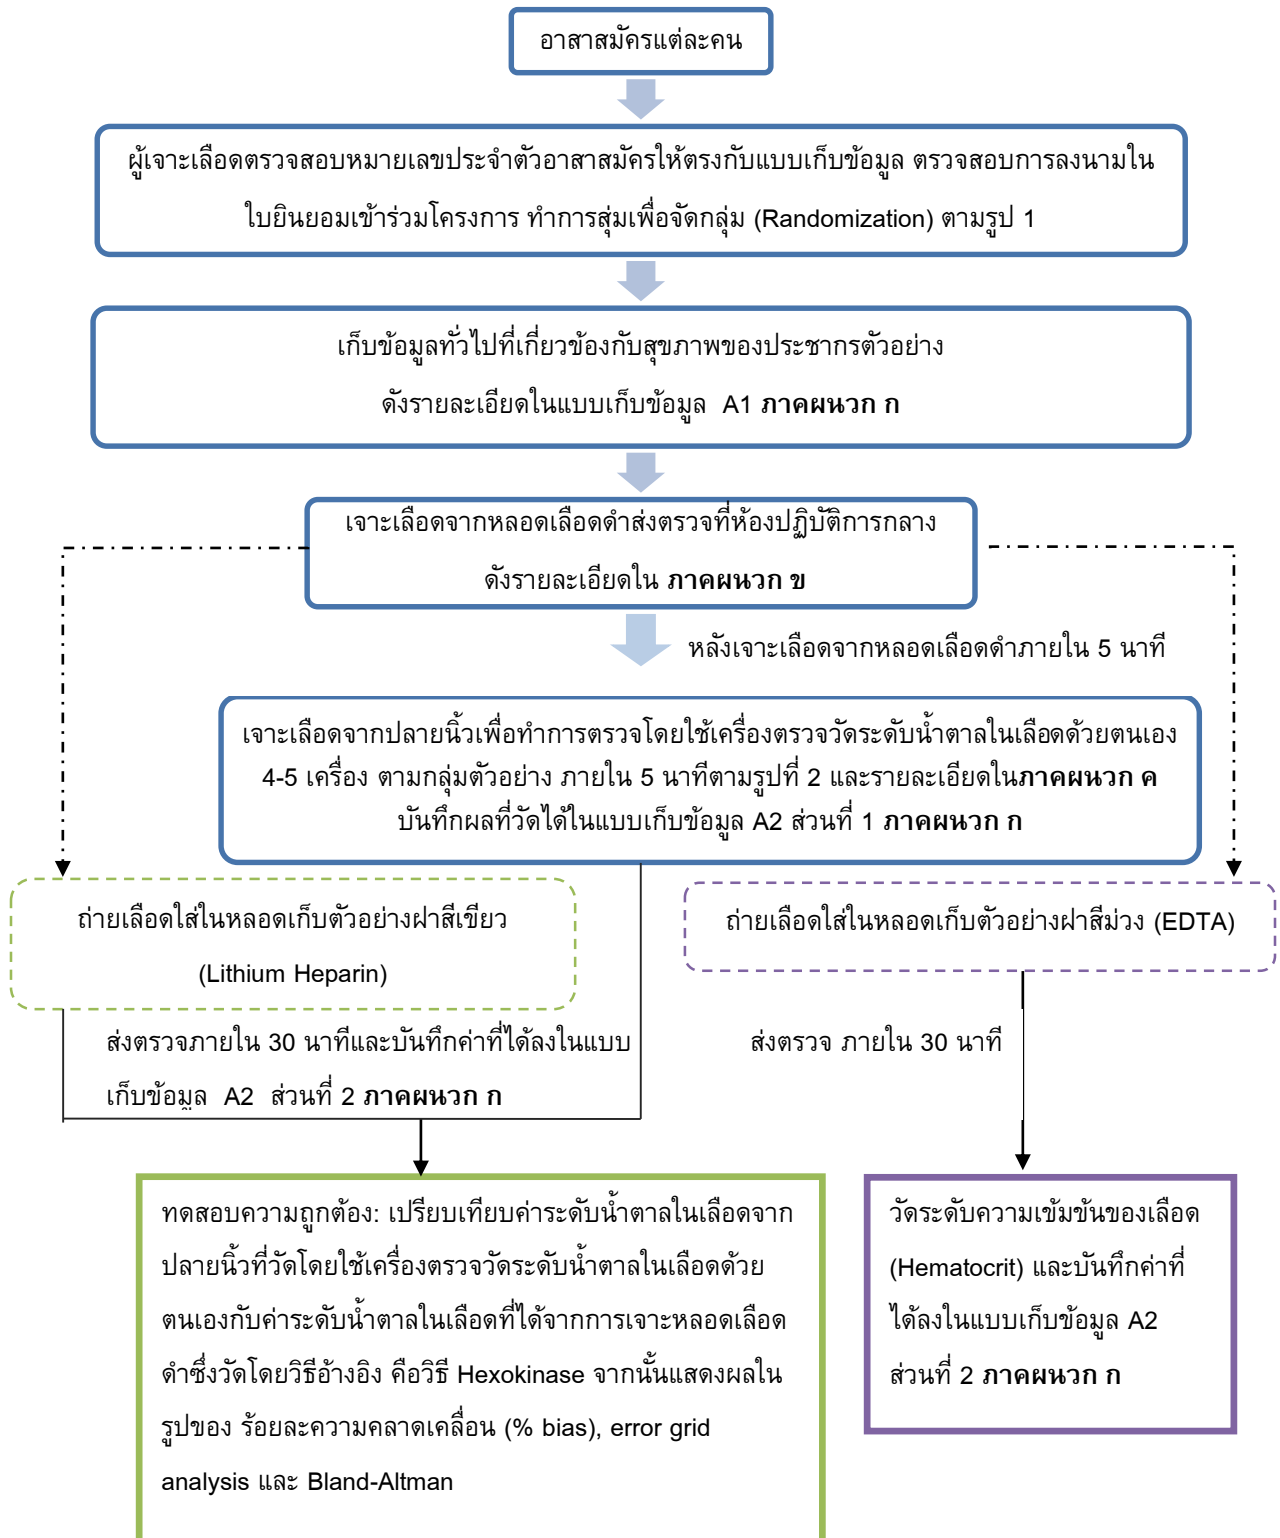 อาสาสมัครแต่ละคน
ผู้เจาะเลือดตรวจสอบหมายเลขประจำตัวอาสาสมัครให้ตรงกับแบบเก็บข้อมูล ตรวจสอบการลงนามใน
ใบยินยอมเข้าร่วมโครงการ ทำการสุ่มเพื่อจัดกลุ่ม (Randomization) ตามรูป 1
เก็บข้อมูลทั่วไปที่เกี่ยวข้องกับสุขภาพของประชากรตัวอย่าง
ดังรายละเอียดในแบบเก็บข้อมูล A1 ภาคผนวก ก
เจาะเลือดจากหลอดเลือดดำส่งตรวจที่ห้องปฏิบัติการกลาง
ดังรายละเอียดใน ภาคผนวก ข
หลังเจาะเลือดจากหลอดเลือดดำภายใน 5 นาที
เจาะเลือดจากปลายนิ้วเพื่อทำการตรวจโดยใช้เครื่องตรวจวัดระดับน้ำตาลในเลือดด้วยตนเอง
4-5 เครื่อง ตามกลุ่มตัวอย่าง ภายใน 5 นาทีตามรูปที่ 2 และรายละเอียดในภาคผนวก ค
บันทึกผลที่วัดได้ในแบบเก็บข้อมูล A2 ส่วนที่ 1 ภาคผนวก ก
ถ่ายเลือดใส่ในหลอดเก็บตัวอย่างฝาสีเขียว
(Lithium Heparin)
ส่งตรวจภายใน 30 นาทีและบันทึกค่าที่ได้ลงในแบบ
เก็บข้อมูล A2 ส่วนที่ 2 ภาคผนวก ก
ถ่ายเลือดใส่ในหลอดเก็บตัวอย่างฝาสีม่วง (EDTA)
ส่งตรวจ ภายใน 30 นาที
ทดสอบความถูกต้อง: เปรียบเทียบค่าระดับน้ำตาลในเลือดจาก
ปลายนิ้วที่วัดโดยใช้เครื่องตรวจวัดระดับน้ำตาลในเลือดด้วย
ตนเองกับค่าระดับน้ำตาลในเลือดที่ได้จากการเจาะหลอดเลือด
ดำซึ่งวัดโดยวิธีอ้างอิง คือวิธี Hexokinase จากนั้นแสดงผลใน
รูปของ ร้อยละความคลาดเคลื่อน (% bias), error grid
analysis และ Bland-Altman
วัดระดับความเข้มข้นของเลือด
(Hematocrit) และบันทึกค่าที่
ได้ลงในแบบเก็บข้อมูล A2
ส่วนที่ 2 ภาคผนวก ก